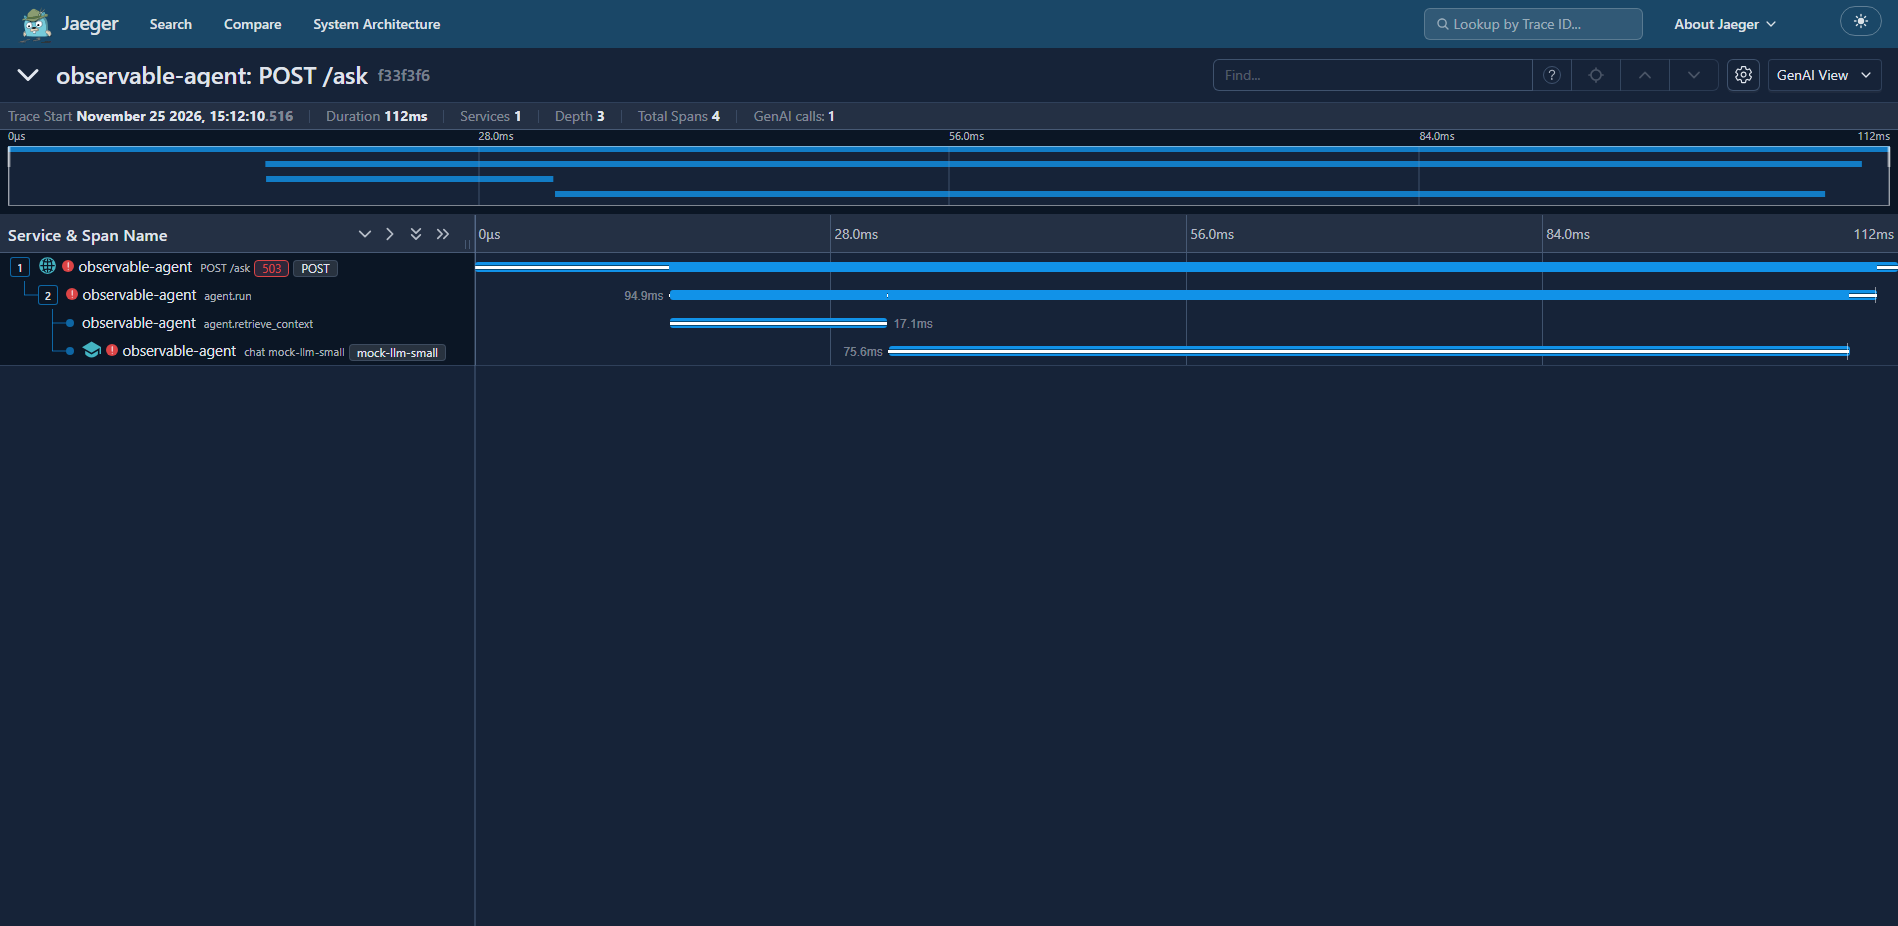 Jaeger Search Compare System Architecture Lookup by Trace ID... About Jaeger
observable-agent: POST /ask f33f3f6 Find... ? GenAI View
Trace Start November 25 2026, 15:12:10.516 Duration 112ms Services 1 Depth 3 Total Spans 4 GenAI calls: 1
0μs 28.0ms 56.0ms 84.0ms 112ms
Service & Span Name 0μs 28.0ms 56.0ms 84.0ms 112ms
1 observable-agent POST /ask 503 POST
2 observable-agent agent.run 94.9ms
observable-agent agent.retrieve_context 17.1ms
observable-agent chat mock-llm-small mock-llm-small 75.6ms